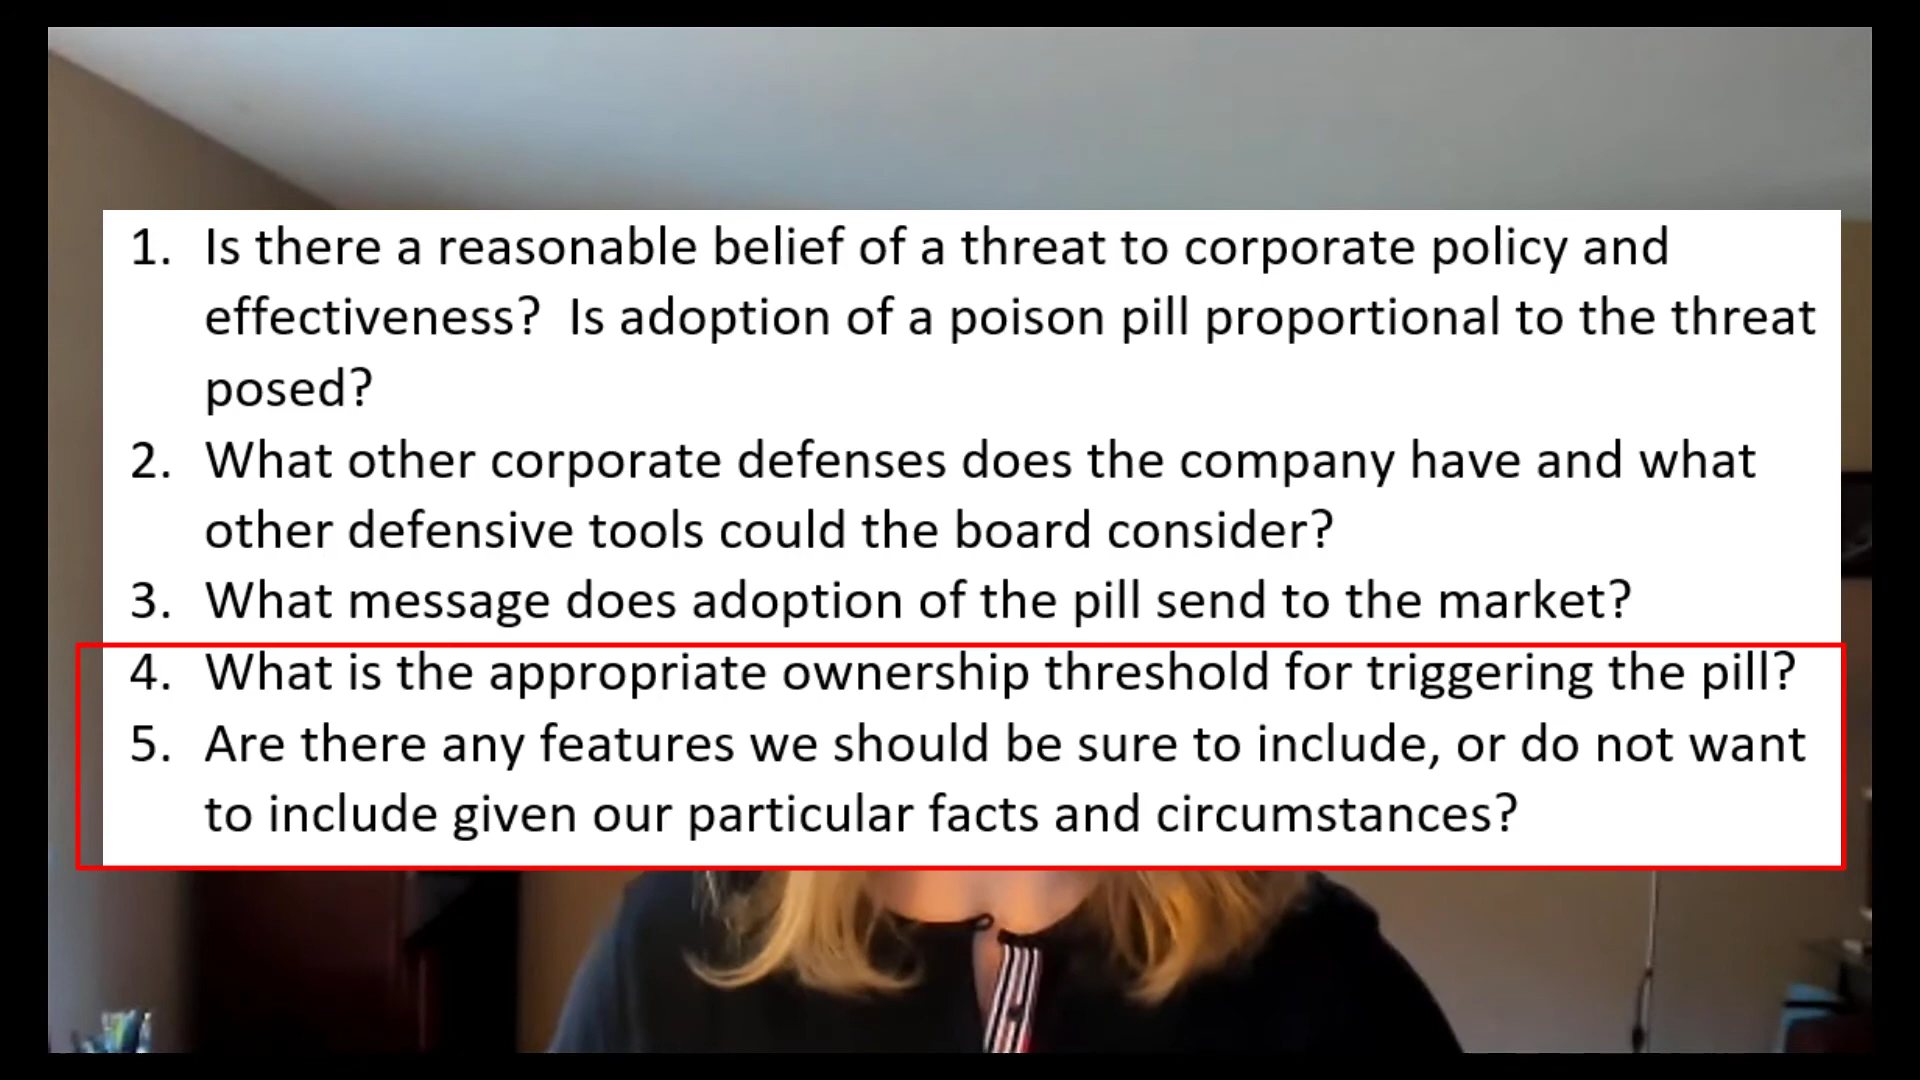 1. Is there a reasonable belief of a threat to corporate policy and
effectiveness?  Is adoption of a poison pill proportional to the threat
posed?
2. What other corporate defenses does the company have and what
other defensive tools could the board consider?
3. What message does adoption of the pill send to the market?
4. What is the appropriate ownership threshold for triggering the pill?
5. Are there any features we should be sure to include, or do not want
to include given our particular facts and circumstances?